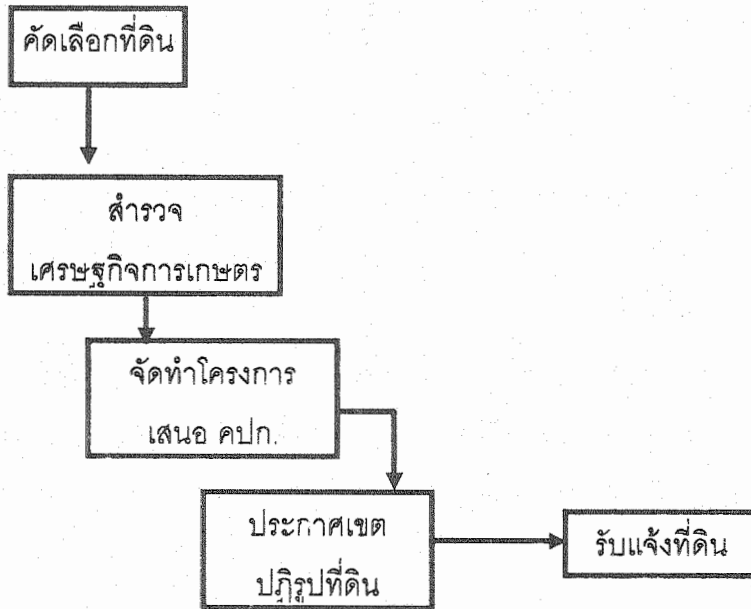 คัดเลือกที่ดิน
สำรวจ
เศรษฐกิจการเกษตร
จัดทำโครงการ
เสนอ คปก.
ประกาศเขต
ปฏิรูปที่ดิน
รับแจ้งที่ดิน